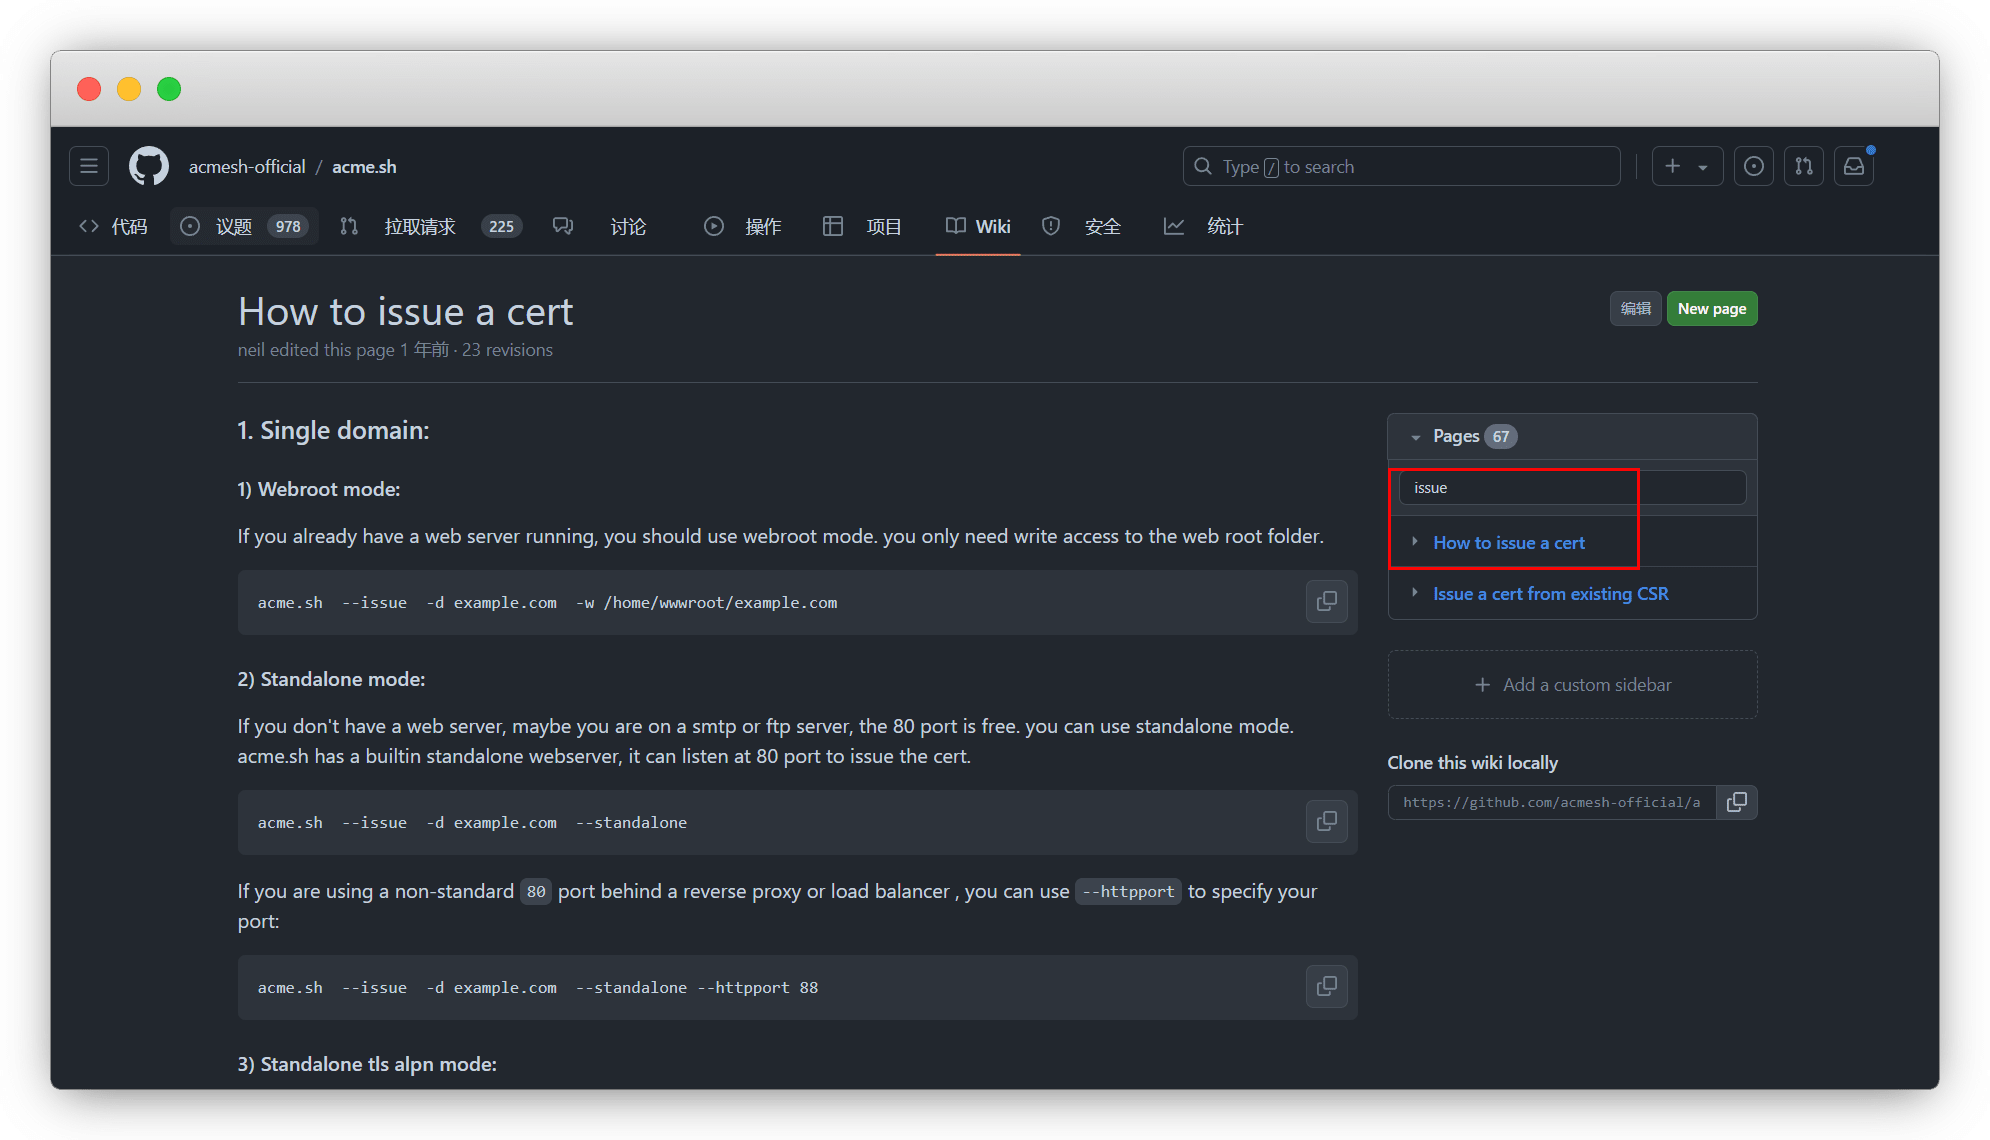 acmesh-official / acme.sh
Type / to search
代码 议题 978 拉取请求 225 讨论 操作 项目 Wiki 安全 统计
How to issue a cert
编辑 New page
neil edited this page 1 年前 · 23 revisions
1. Single domain:
1) Webroot mode:
If you already have a web server running, you should use webroot mode. you only need write access to the web root folder.
acme.sh  --issue  -d example.com  -w /home/wwwroot/example.com
2) Standalone mode:
If you don't have a web server, maybe you are on a smtp or ftp server, the 80 port is free. you can use standalone mode.
acme.sh has a builtin standalone webserver, it can listen at 80 port to issue the cert.
acme.sh  --issue  -d example.com  --standalone
If you are using a non-standard 80 port behind a reverse proxy or load balancer , you can use --httpport to specify your
port:
acme.sh  --issue  -d example.com  --standalone --httpport 88
3) Standalone tls alpn mode:
Pages 67
issue
How to issue a cert
Issue a cert from existing CSR
Add a custom sidebar
Clone this wiki locally
https://github.com/acmesh-official/a